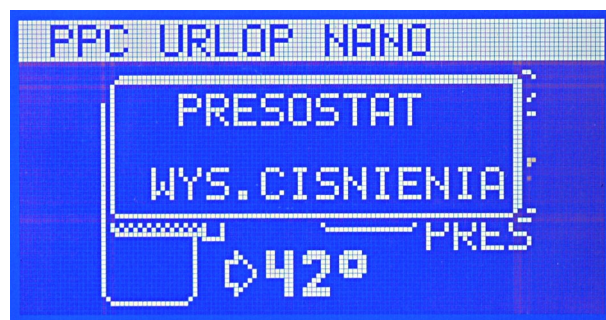 PPC URLOP NANO
PRESOSTAT
WYS.CISNIENIA
PRES
42°